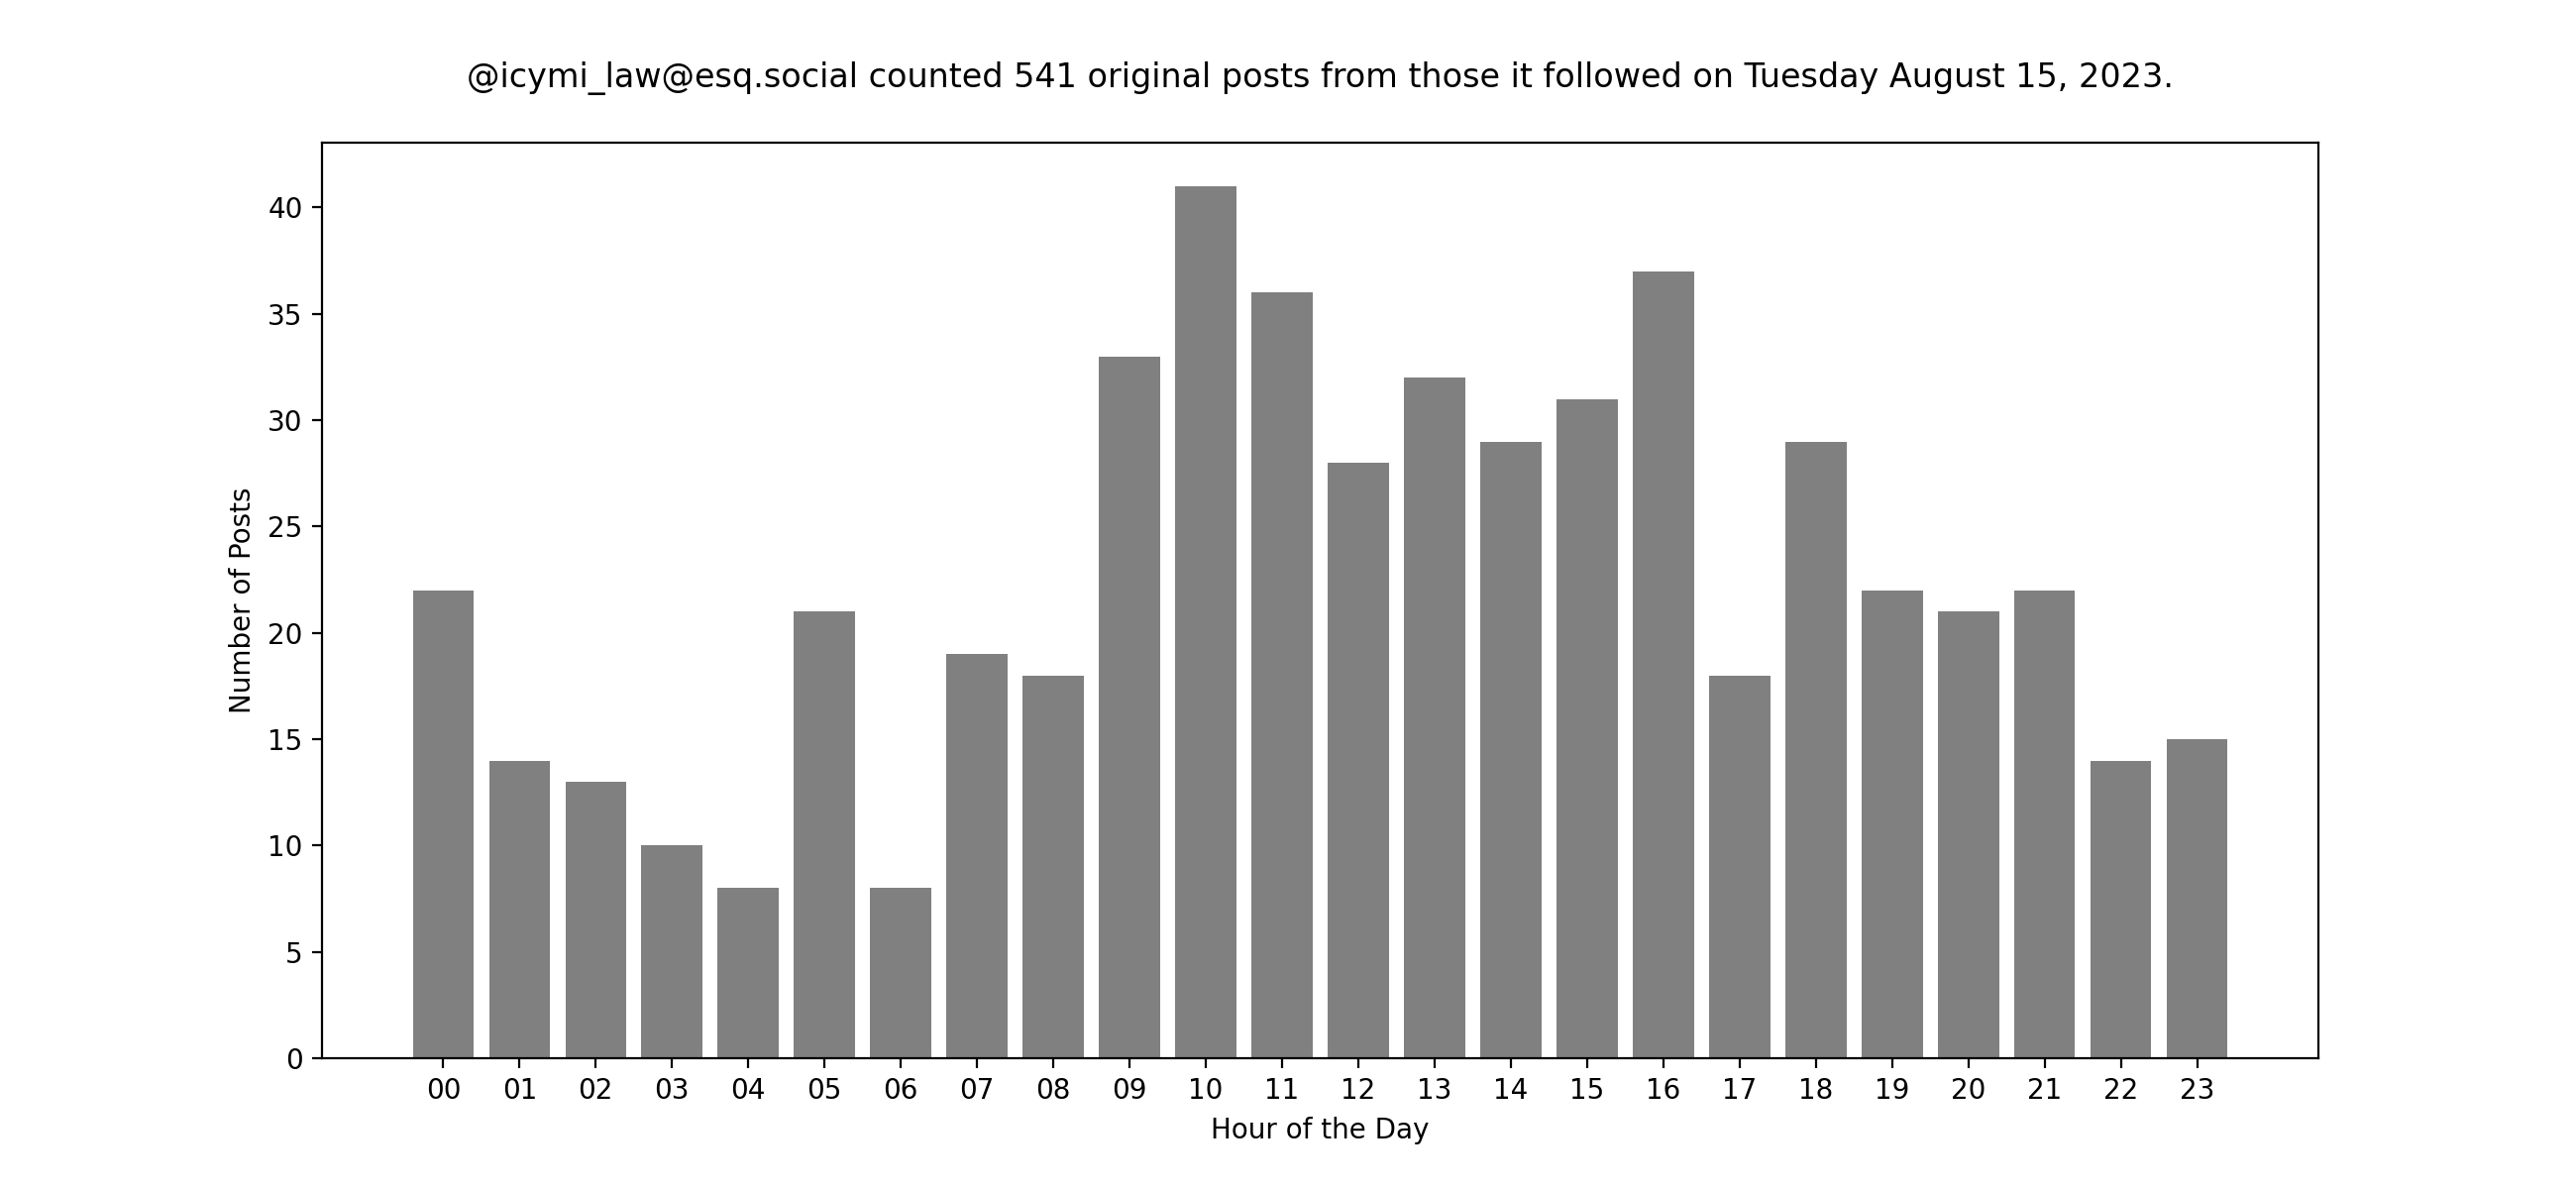 @icymi_law@esq.social counted 541 original posts from those it followed on Tuesday August 15, 2023.
40
35
30
25
20
15
10
5
0
Number of Posts
00 01 02 03 04 05 06 07 08 09 10 11 12 13 14 15 16 17 18 19 20 21 22 23
Hour of the Day